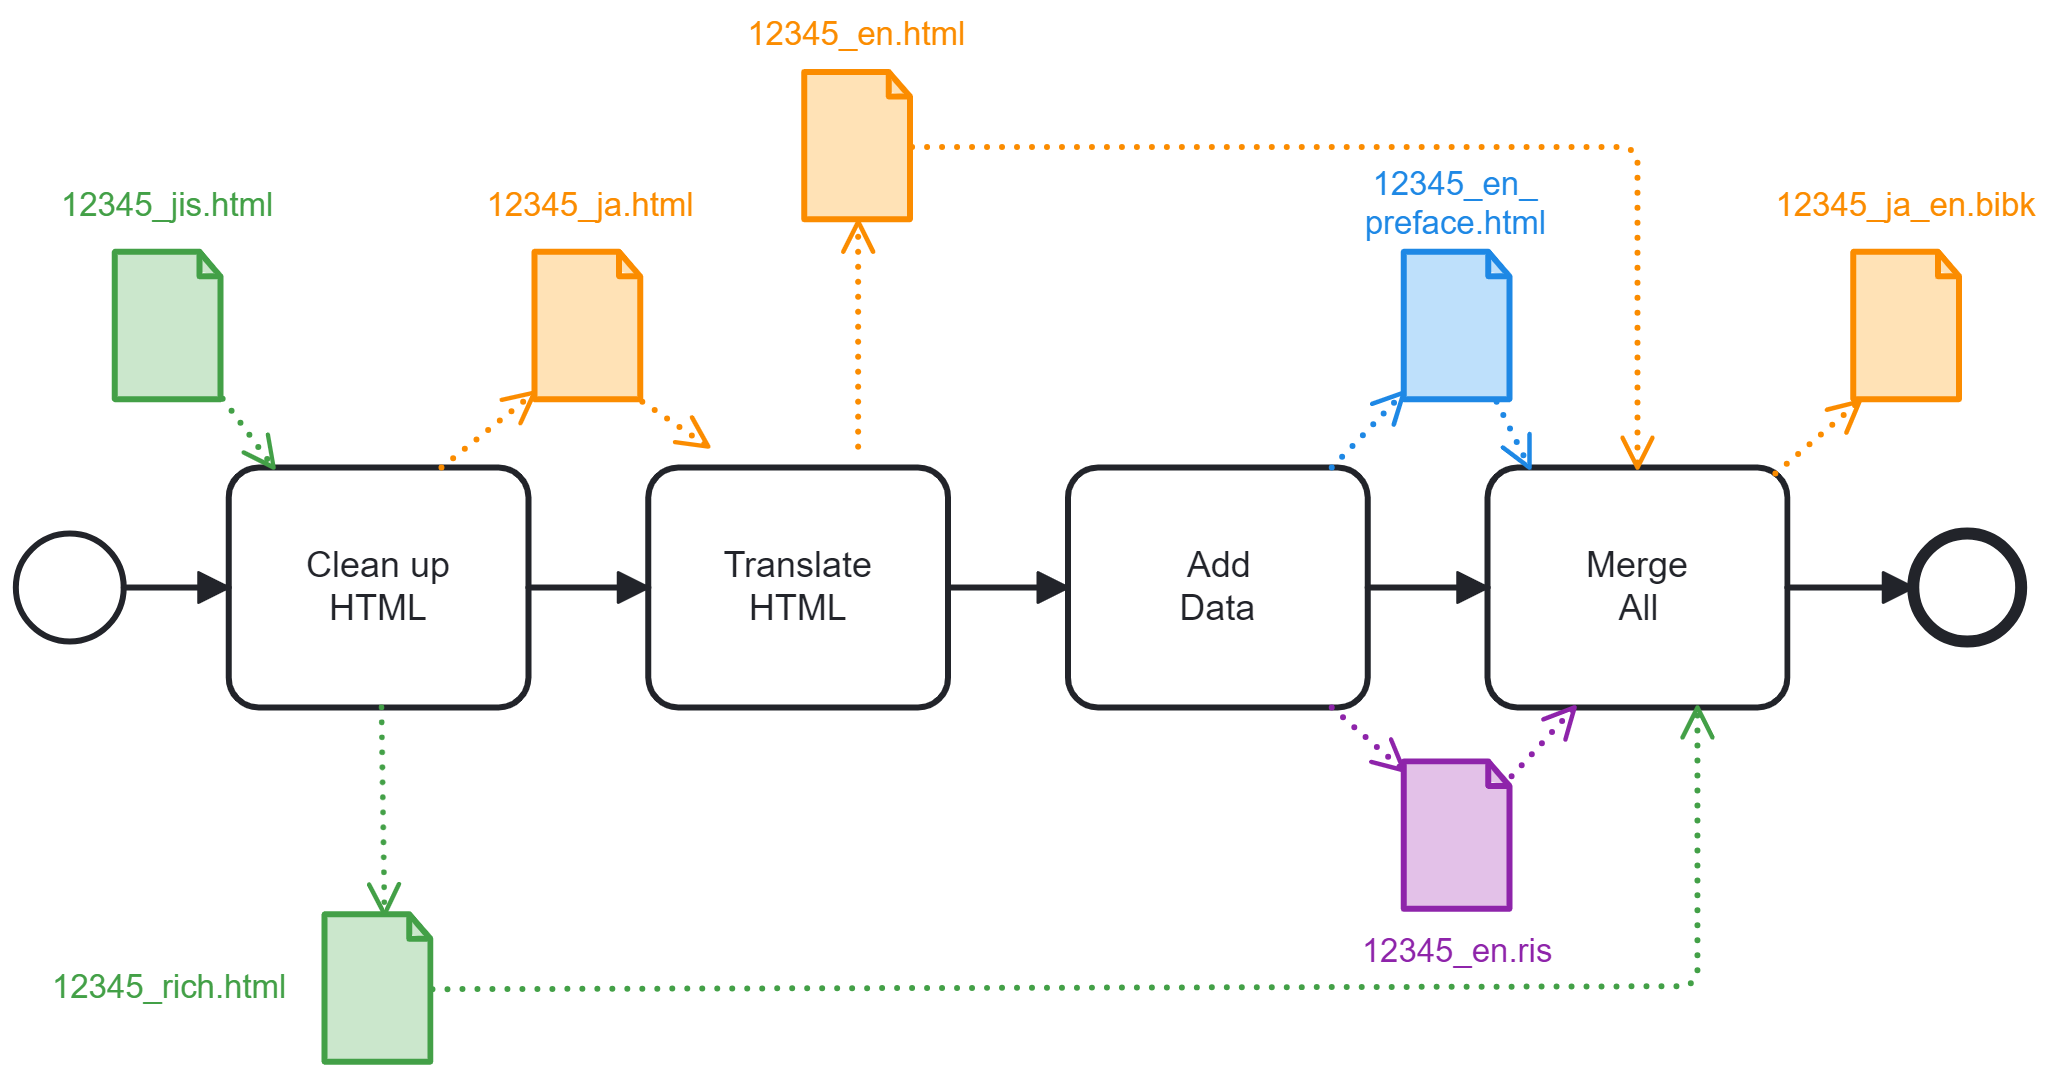 12345_en.html
12345_jis.html
12345_ja.html
12345_en_
preface.html
12345_ja_en.bibk
Clean up
HTML
Translate
HTML
Add
Data
Merge
All
12345_en.ris
12345_rich.html